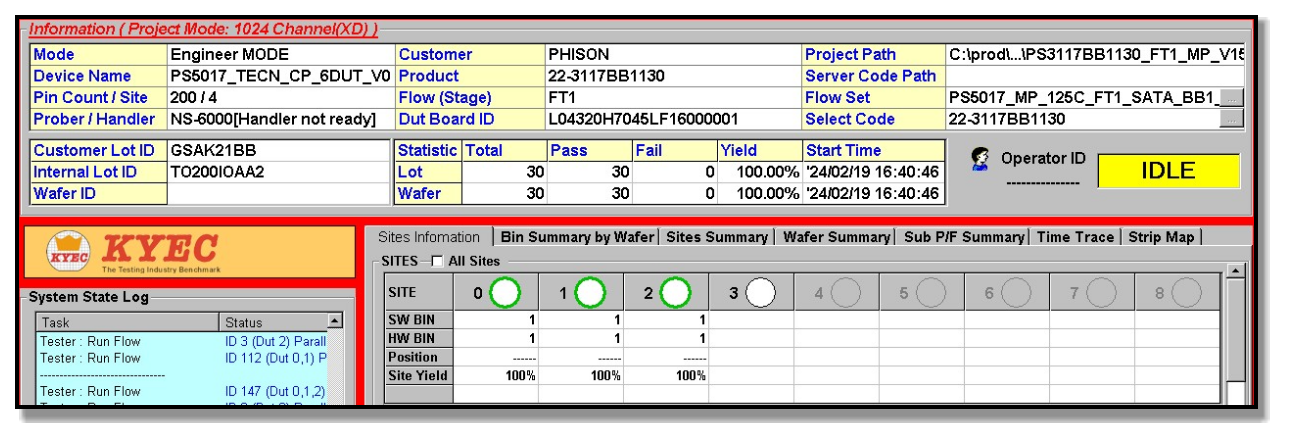 Information ( Project Mode: 1024 Channel(XD) )
Mode Engineer MODE Customer PHISON Project Path C:\prod\...\PS3117BB1130_FT1_MP_V15
Device Name PS5017_TECN_CP_6DUT_V0 Product 22-3117BB1130 Server Code Path
Pin Count / Site 200 / 4 Flow (Stage) FT1 Flow Set PS5017_MP_125C_FT1_SATA_BB1_ ...
Prober / Handler NS-6000[Handler not ready] Dut Board ID L04320H7045LF16000001 Select Code 22-3117BB1130 ...
Customer Lot ID GSAK21BB Statistic Total Pass Fail Yield Start Time
Internal Lot ID TO200IOAA2 Lot 30 30 0 100.00% '24/02/19 16:40:46
Wafer ID Wafer 30 30 0 100.00% '24/02/19 16:40:46
Operator ID
---------------
IDLE
KYEC KYEC
The Testing Industry Benchmark
System State Log
Task Status
Tester : Run Flow ID 3 (Dut 2) Parall
Tester : Run Flow ID 112 (Dut 0,1) P
-------------------------------
Tester : Run Flow ID 147 (Dut 0,1,2)
Sites Infomation Bin Summary by Wafer Sites Summary Wafer Summary Sub P/F Summary Time Trace Strip Map
SITES All Sites
SITE 0 1 2 3 4 5 6 7 8
SW BIN 1 1 1
HW BIN 1 1 1
Position ------ ------ ------
Site Yield 100% 100% 100%